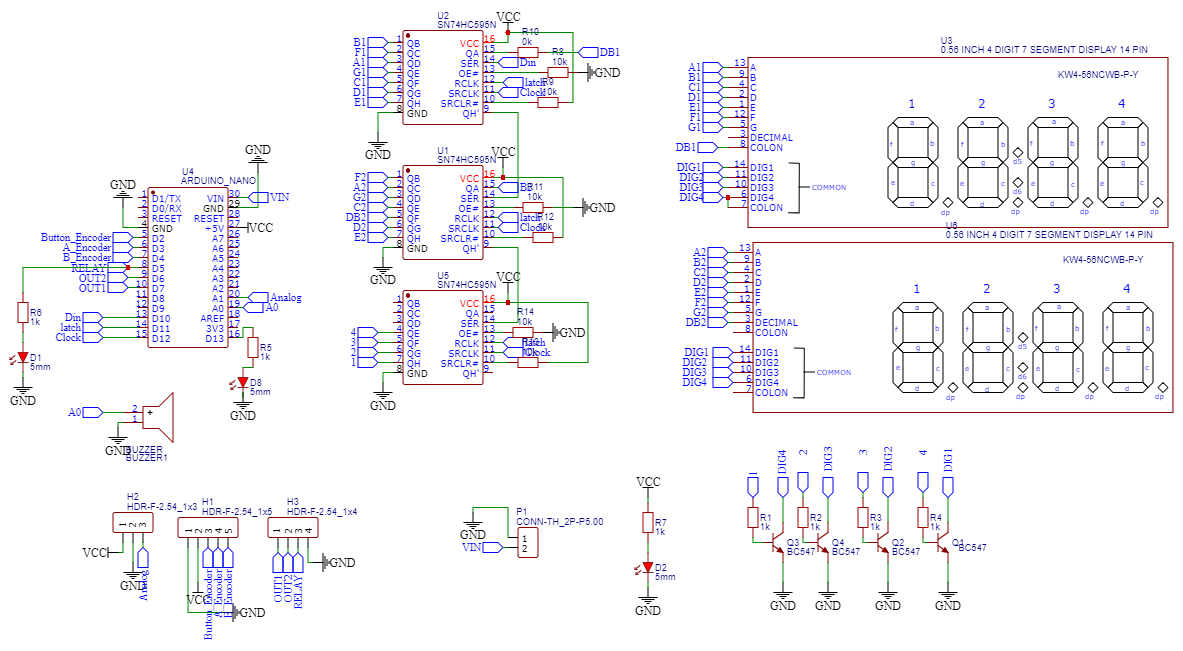 U2
SN74HC595N
VCC
B1 1 QB VCC 16
F1 2 QC QA 15 R10 0k DB1
A1 3 QD SER 14 Din
G1 4 QE OE# 13 R8 10k GND
C1 5 QF RCLK 12 latch
D1 6 QG SRCLK 11 Clock
E1 7 QH SRCLR# 10
8 GND QH' 9
GND
U1
SN74HC595N
VCC
F2 1 QB VCC 16
A2 2 QC QA 15
G2 3 QD SER 14
C2 4 QE OE# 13 GND
DB2 5 QF RCLK 12 latch
D2 6 QG SRCLK 11 Clock
E2 7 QH SRCLR# 10
8 GND QH' 9
GND
U5
SN74HC595N
VCC
1 QB VCC 16
2 QC QA 15
3 QD SER 14 R14 10k
4 4 QE OE# 13 GND
3 5 QF RCLK 12 latch
2 6 QG SRCLK 11 Clock
1 7 QH SRCLR# 10
8 GND QH' 9
GND
GND
GND
U4
ARDUINO_NANO
1 D1/TX VIN 30 VIN
2 D0/RX GND 29
3 RESET RESET 28
4 GND +5V 27 VCC
Button_Encoder 5 D2 A7 26
A_Encoder 6 D3 A6 25
B_Encoder 7 D4 A5 24
RELAY 8 D5 A4 23
OUT2 9 D6 A3 22
OUT1 10 D7 A2 21
11 D8 A1 20 Analog
12 D9 A0 19 A0
Din 13 D10 AREF 18
latch 14 D11 3V3 17
Clock 15 D12 D13 16
R6
1k
D1
5mm
GND
R5
1k
D8
5mm
GND
A0 2 +
1
GND
BUZZER
BUZZER1
U3
0.56 INCH 4 DIGIT 7 SEGMENT DISPLAY 14 PIN
KW4-56NCWB-P-Y
A1 13 A
B1 9 B
C1 4 C
D1 2 D
E1 1 E
F1 12 F
G1 5 G
3 DECIMAL
DB1 8 COLON
DIG1 14 DIG1
DIG2 11 DIG2
DIG3 10 DIG3
DIG4 6 DIG4
7 COLON
COMMON
1 2 3 4
a a a a
f b f b f b f b
g g g g
e c e c e c e c
d d d d
d5
d6
dp dp dp dp dp
U6
0.56 INCH 4 DIGIT 7 SEGMENT DISPLAY 14 PIN
KW4-56NCWB-P-Y
A2 13 A
B2 9 B
C2 4 C
D2 2 D
E2 1 E
F2 12 F
G2 5 G
DB2 3 DECIMAL
8 COLON
DIG1 14 DIG1
DIG2 11 DIG2
DIG3 10 DIG3
DIG4 6 DIG4
7 COLON
COMMON
1 2 3 4
a a a a
f b f b f b f b
g g g g
e c e c e c e c
d d d d
d5
d6
dp dp dp dp dp
H2
HDR-F-2.54_1x3
1 2 3
VCC
GND
Analog
H1
HDR-F-2.54_1x5
1 2 3 4 5
VCC
GND
Button_Encoder
A_Encoder
B_Encoder
H3
HDR-F-2.54_1x4
1 2 3 4
GND
OUT1
OUT2
RELAY
P1
CONN-TH_2P-P5.00
GND
VIN
1
2
VCC
R7
1k
D2
5mm
GND
1 DIG4 2 DIG3 3 DIG2 4 DIG1
R1 1k R2 1k R3 1k R4 1k
Q3 BC547 Q4 BC547 Q2 BC547 Q1 BC547
GND GND GND GND